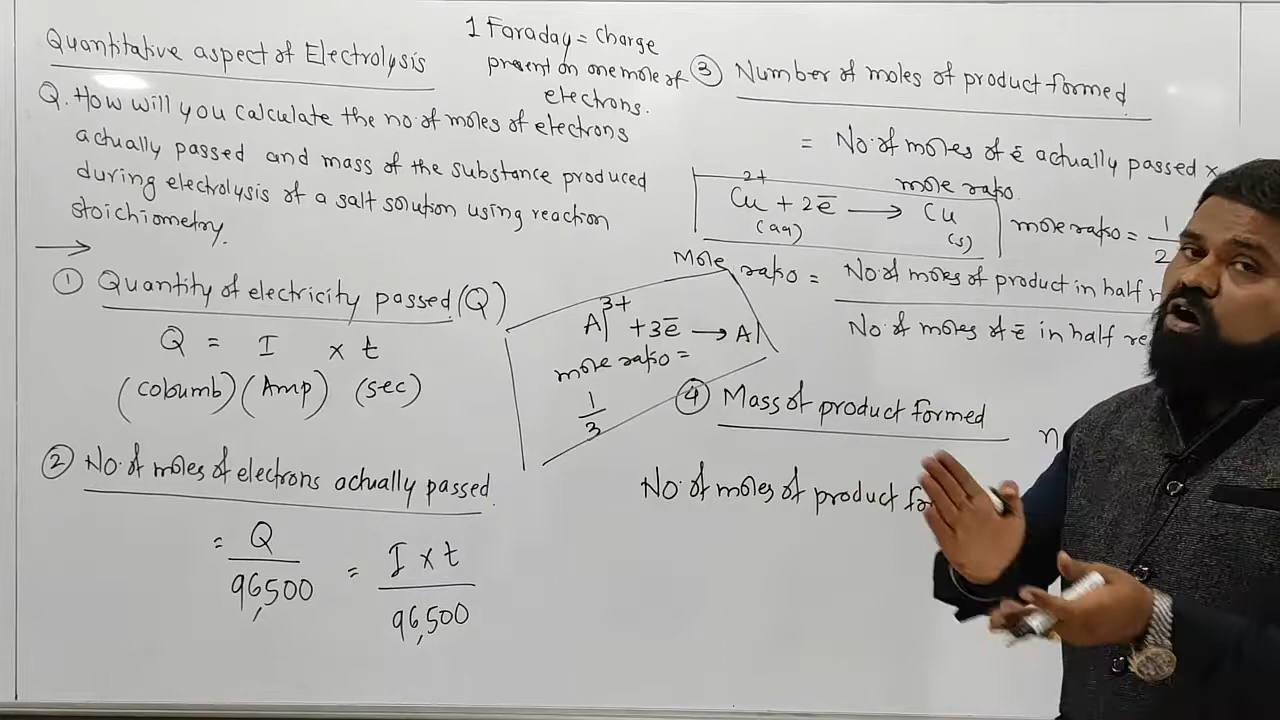 Quantitative aspect of Electrolysis
Q. How will you calculate the no. of moles of electrons
actually passed and mass of the substance produced
during electrolysis of a salt solution using reaction
stoichiometry.
1 Faraday = Charge
present on one mole of
electrons.
① Quantity of electricity passed (Q)
Q = I x t
(Coloumb) (Amp) (sec)
② No. of moles of electrons actually passed.
= Q / 96,500 = I x t / 96,500
Al³⁺ + 3ē → Al
mole ratio =
1/3
③ Number of moles of product formed
= No. of moles of ē actually passed x
mole ratio.
Cu²⁺ (aq) + 2ē → Cu (s)
mole ratio = 1/2
Mole ratio = No. of moles of product in half
No. of moles of ē in half
④ Mass of product formed
n
No. of moles of product